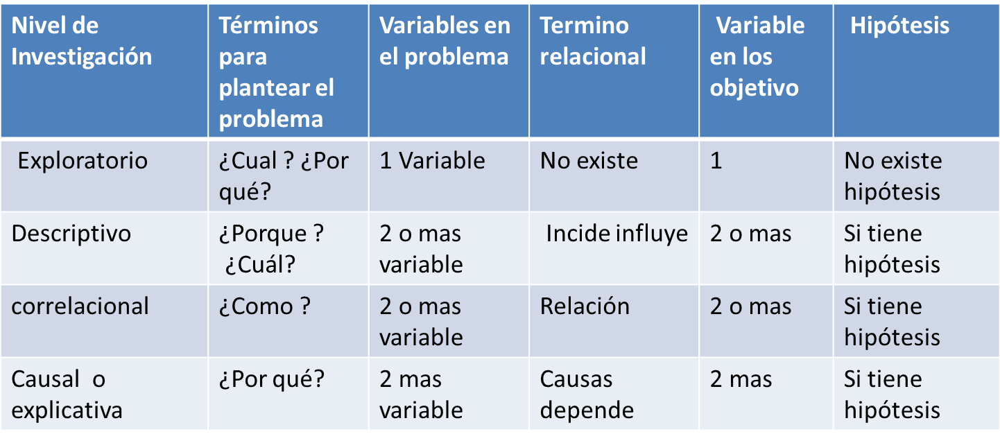 Nivel de
Investigación
Términos
para
plantear el
problema
Variables en
el problema
Termino
relacional
Variable
en los
objetivo
Hipótesis
Exploratorio
¿Cual ? ¿Por
qué?
1 Variable
No existe
1
No existe
hipótesis
Descriptivo
¿Porque ?
¿Cuál?
2 o mas
variable
Incide influye
2 o mas
Si tiene
hipótesis
correlacional
¿Como ?
2 o mas
variable
Relación
2 o mas
Si tiene
hipótesis
Causal o
explicativa
¿Por qué?
2 mas
variable
Causas
depende
2 mas
Si tiene
hipótesis